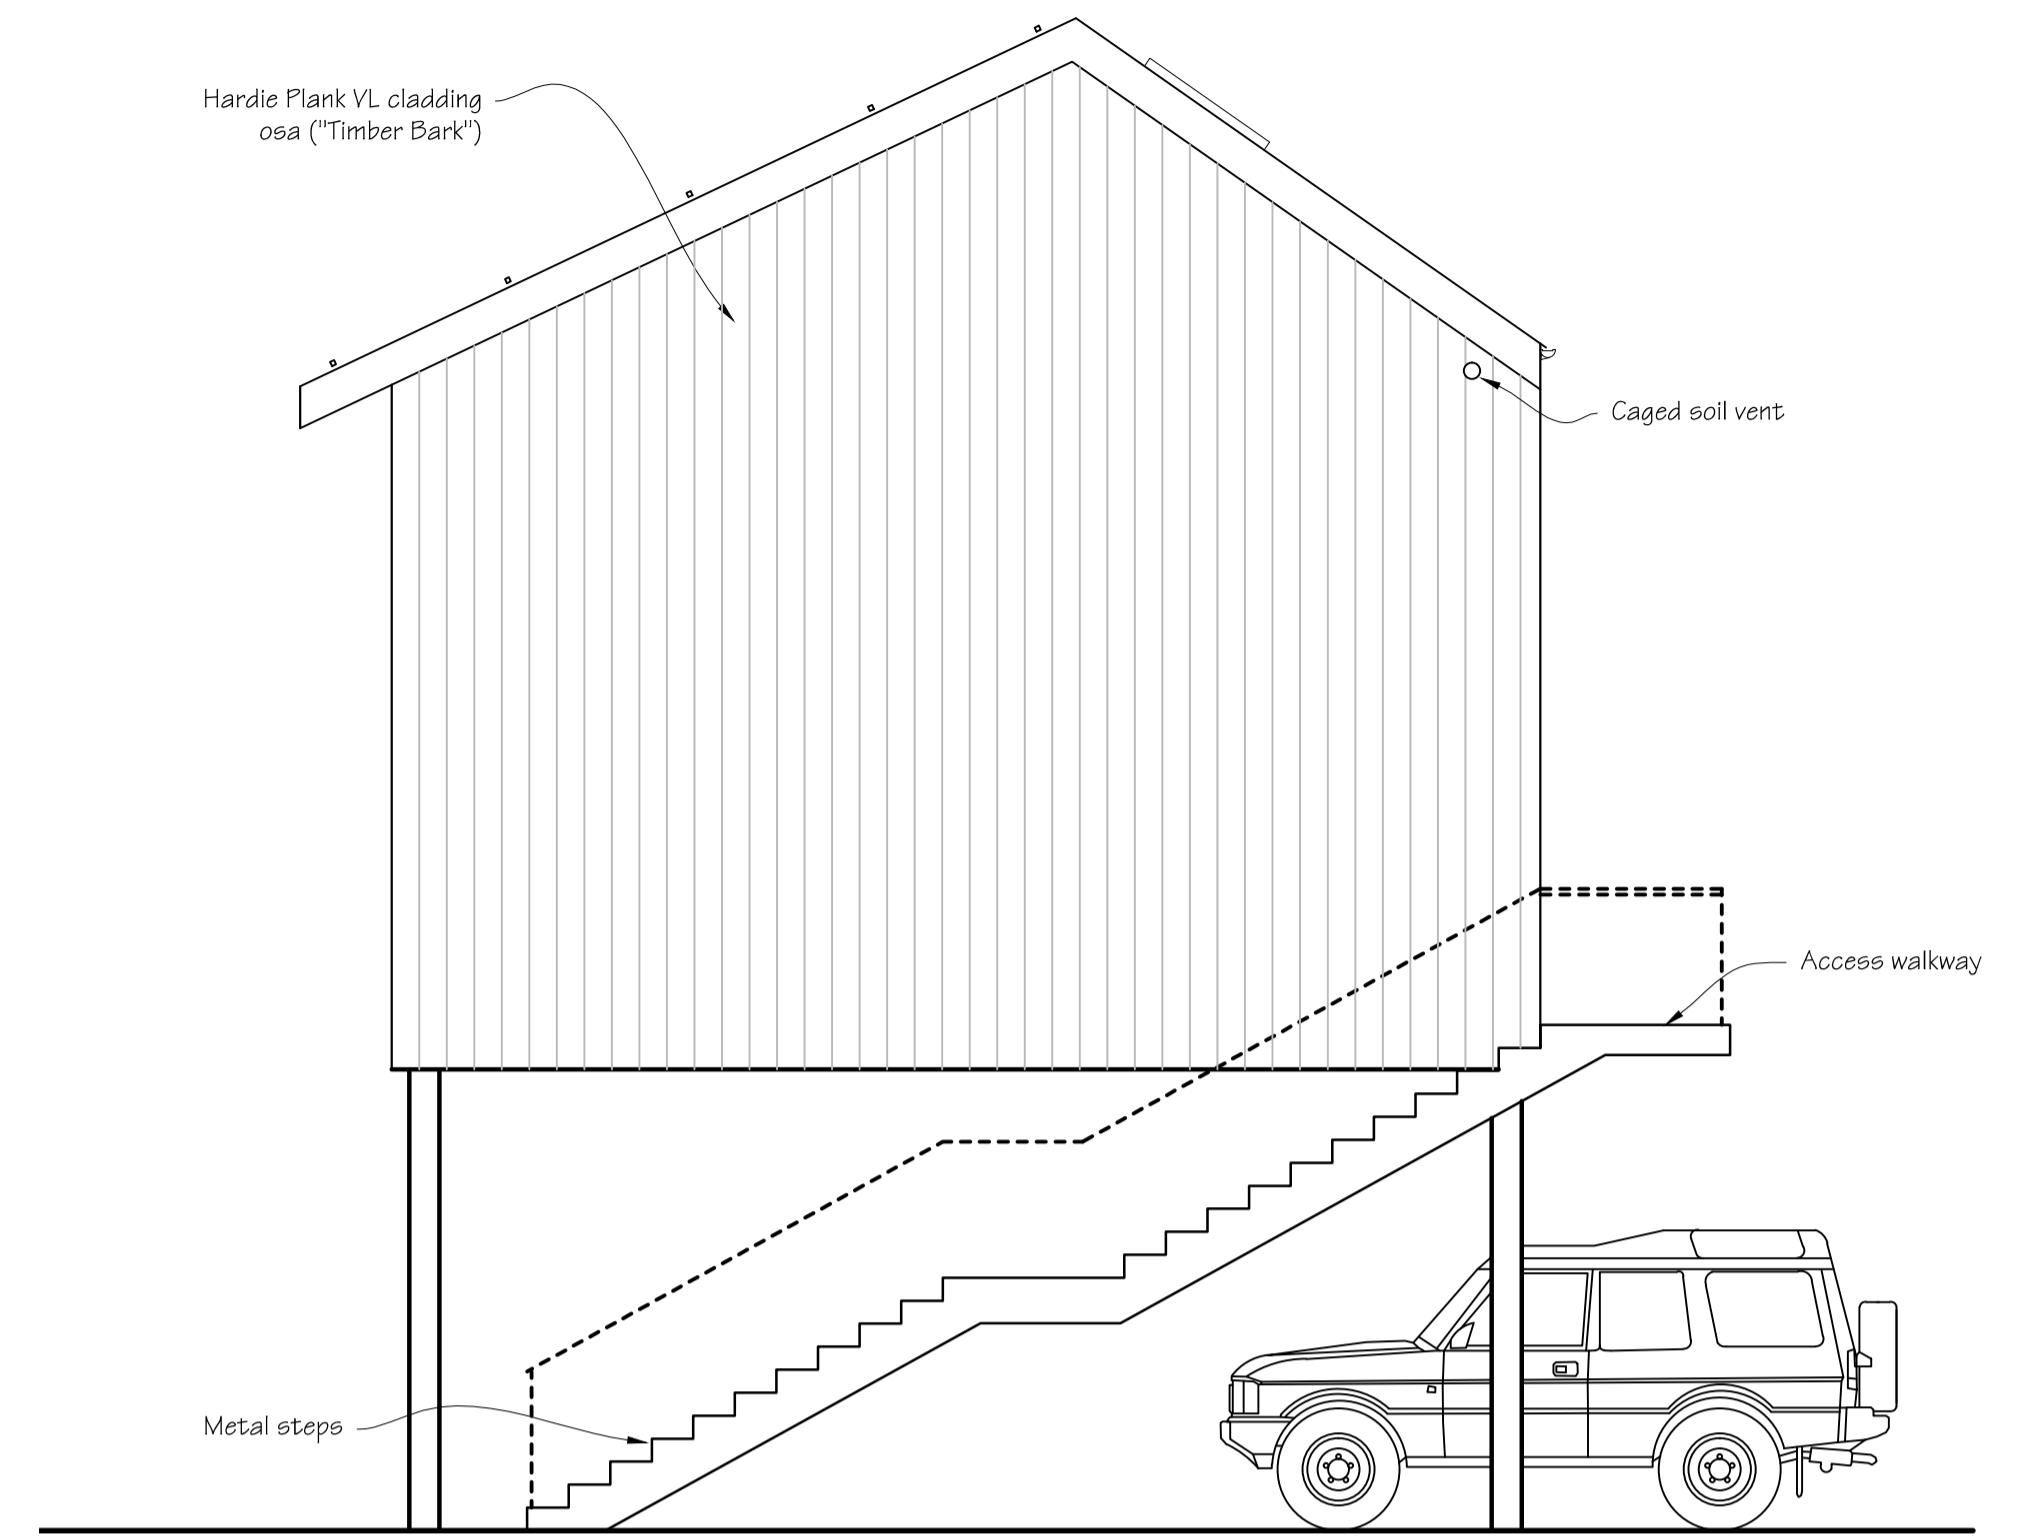 Hardie Plank VL cladding
osa ("Timber Bark")
Caged soil vent
Access walkway
Metal steps